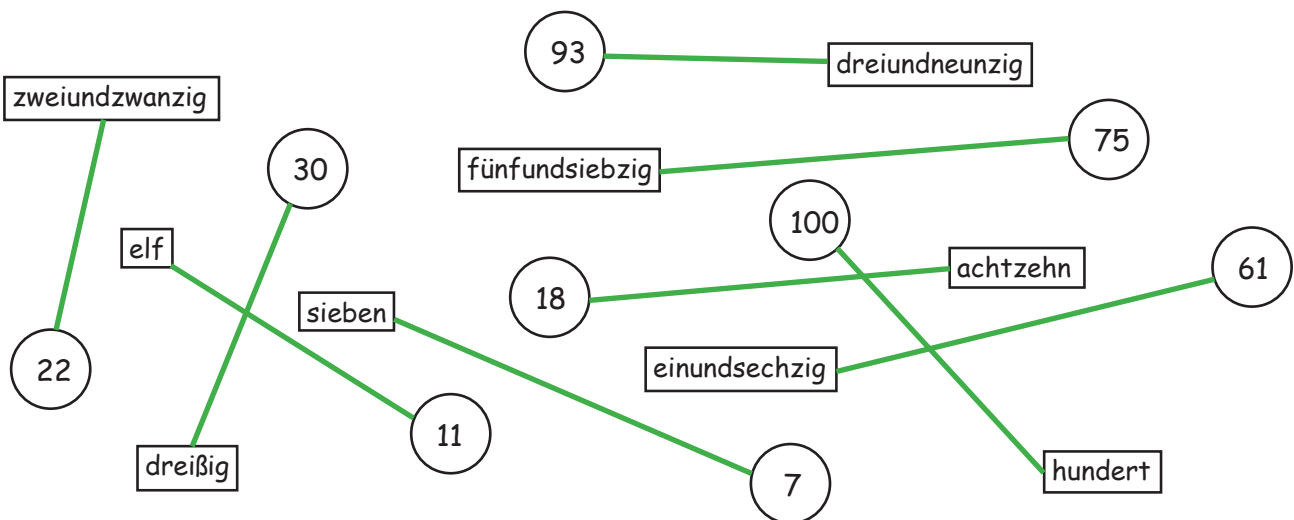 93
dreiundneunzig
zweiundzwanzig
30
fünfundsiebzig
75
100
elf
18
achtzehn
61
sieben
22
einundsechzig
11
dreißig
7
hundert